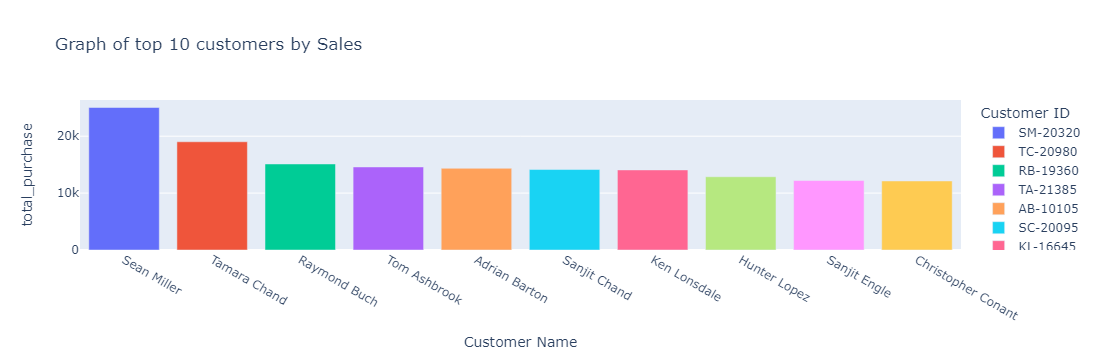 Graph of top 10 customers by Sales
total_purchase
20k
10k
0
Sean Miller
Tamara Chand
Raymond Buch
Tom Ashbrook
Adrian Barton
Sanjit Chand
Ken Lonsdale
Hunter Lopez
Sanjit Engle
Christopher Conant
Customer Name
Customer ID
SM-20320
TC-20980
RB-19360
TA-21385
AB-10105
SC-20095
KL-16645